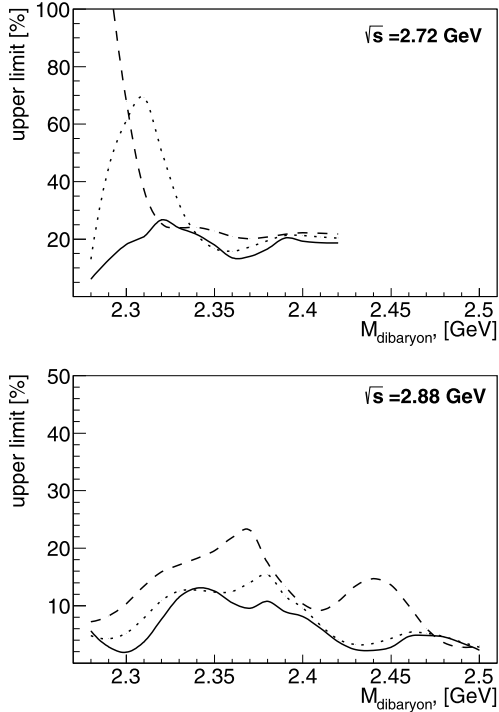 upper limit [%]
100
80
60
40
20
√s =2.72 GeV
2.3 2.35 2.4 2.45 2.5
M_dibaryon, [GeV]
upper limit [%]
50
40
30
20
10
√s =2.88 GeV
2.3 2.35 2.4 2.45 2.5
M_dibaryon, [GeV]